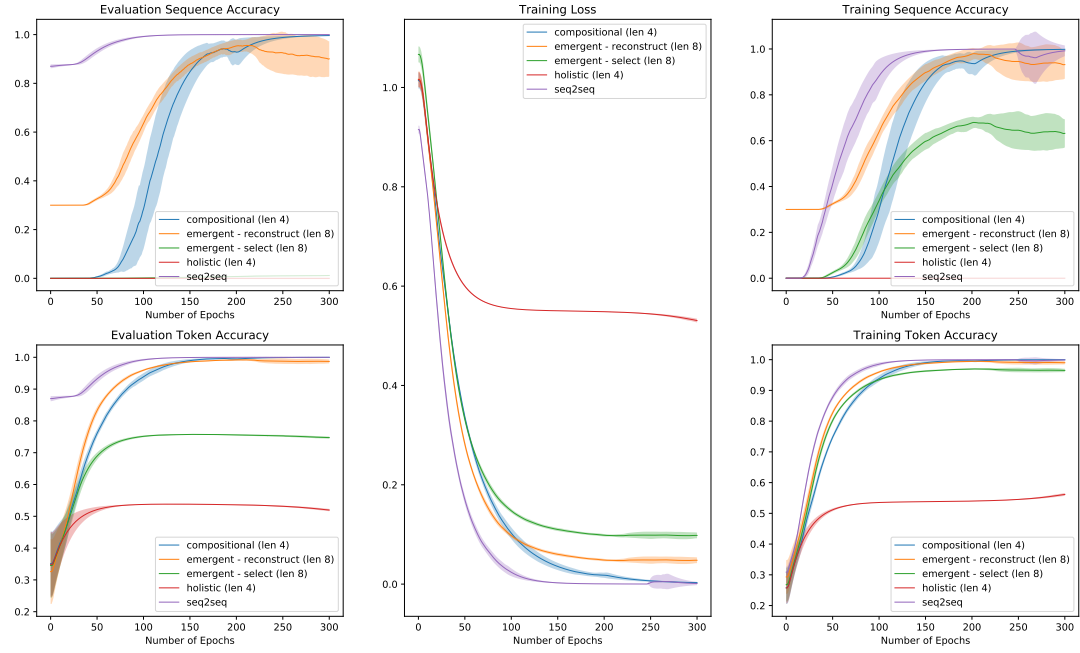 Evaluation Sequence Accuracy
1.0
0.8
0.6
0.4
0.2
0.0
compositional (len 4)
emergent - reconstruct (len 8)
emergent - select (len 8)
holistic (len 4)
seq2seq
0 50 100 150 200 250 300
Number of Epochs
Evaluation Token Accuracy
1.0
0.9
0.8
0.7
0.6
0.5
0.4
0.3
0.2
compositional (len 4)
emergent - reconstruct (len 8)
emergent - select (len 8)
holistic (len 4)
seq2seq
0 50 100 150 200 250 300
Number of Epochs
Training Loss
compositional (len 4)
emergent - reconstruct (len 8)
emergent - select (len 8)
holistic (len 4)
seq2seq
1.0
0.8
0.6
0.4
0.2
0.0
0 50 100 150 200 250 300
Number of Epochs
Training Sequence Accuracy
1.0
0.8
0.6
0.4
0.2
0.0
compositional (len 4)
emergent - reconstruct (len 8)
emergent - select (len 8)
holistic (len 4)
seq2seq
0 50 100 150 200 250 300
Number of Epochs
Training Token Accuracy
1.0
0.9
0.8
0.7
0.6
0.5
0.4
0.3
0.2
compositional (len 4)
emergent - reconstruct (len 8)
emergent - select (len 8)
holistic (len 4)
seq2seq
0 50 100 150 200 250 300
Number of Epochs